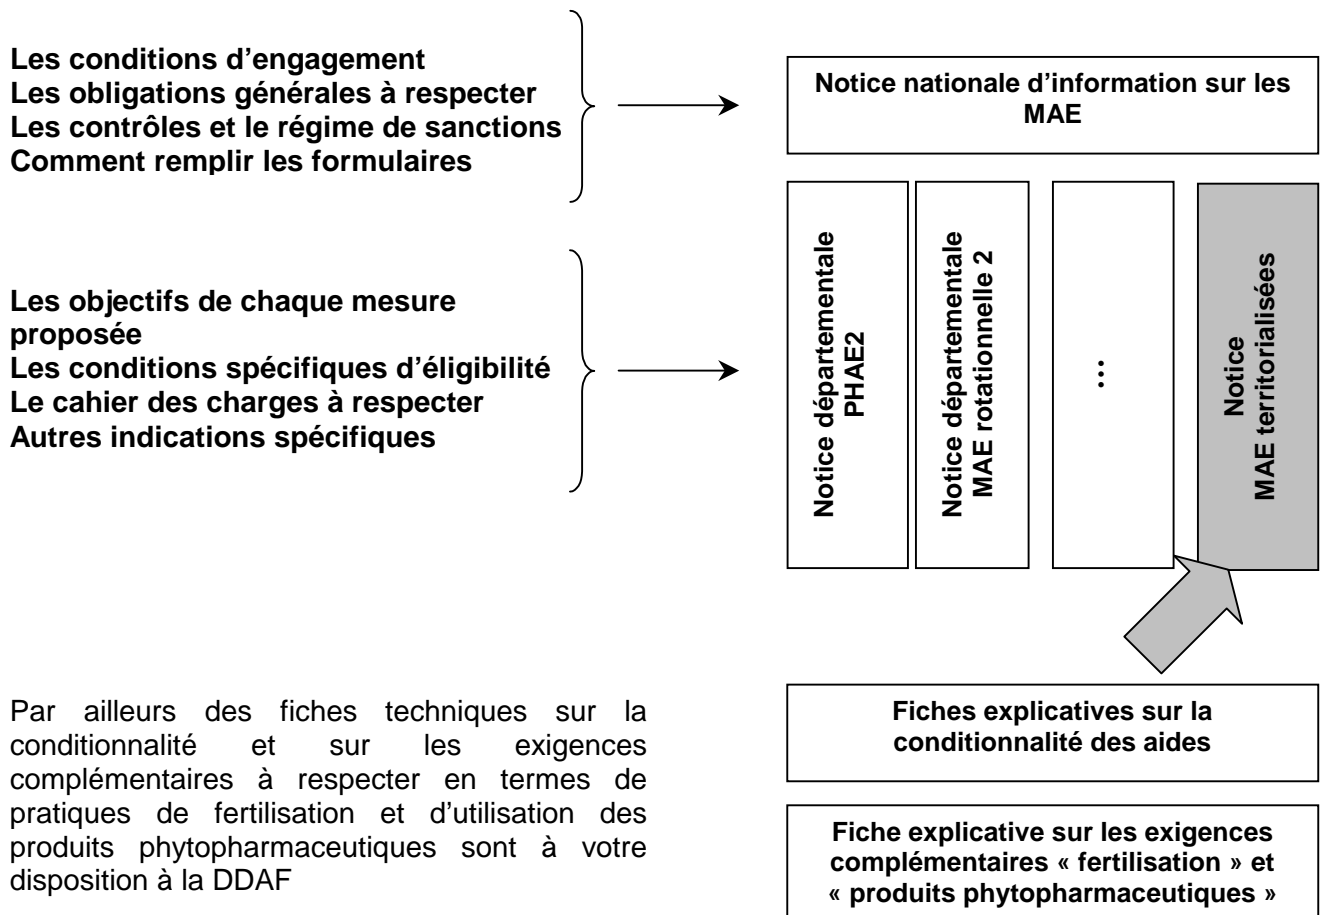 Les conditions d’engagement
Les obligations générales à respecter
Les contrôles et le régime de sanctions
Comment remplir les formulaires
Notice nationale d’information sur les
MAE
Les objectifs de chaque mesure
proposée
Les conditions spécifiques d’éligibilité
Le cahier des charges à respecter
Autres indications spécifiques
Notice départementale
PHAE2
Notice départementale
MAE rotationnelle 2
...
Notice
MAE territorialisées
Par ailleurs des fiches techniques sur la
conditionnalité et sur les exigences
complémentaires à respecter en termes de
pratiques de fertilisation et d’utilisation des
produits phytopharmaceutiques sont à votre
disposition à la DDAF
Fiches explicatives sur la
conditionnalité des aides
Fiche explicative sur les exigences
complémentaires « fertilisation » et
« produits phytopharmaceutiques »